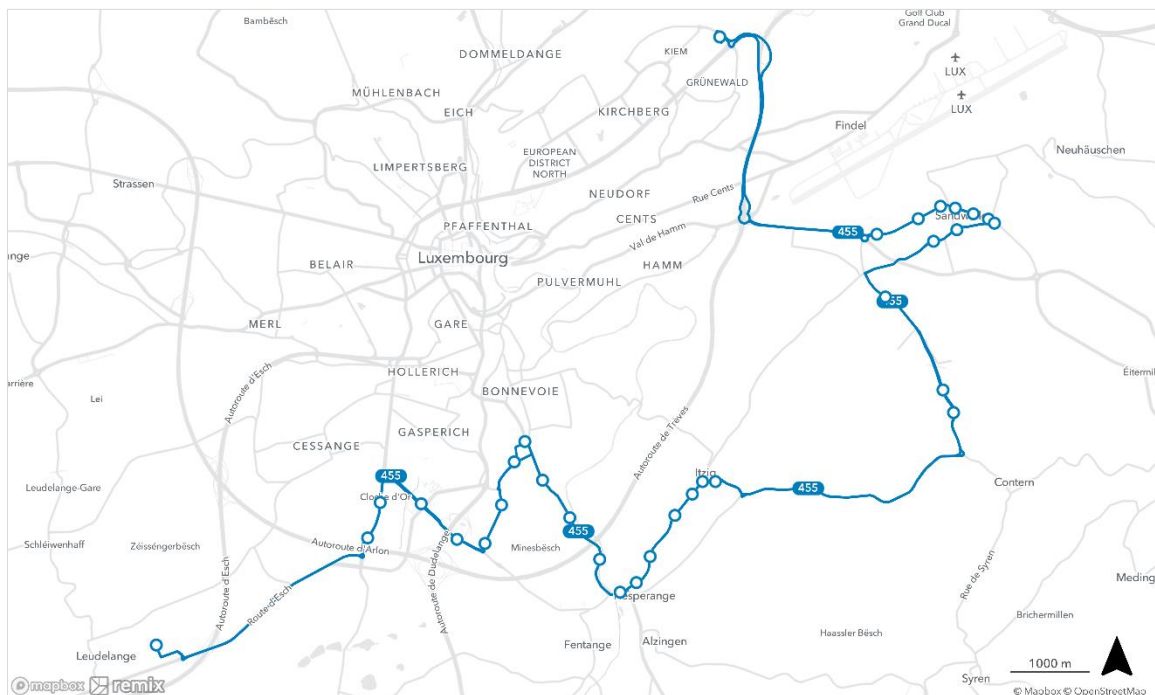 Bambësch
Golf Club
Grand Ducal
KIEM
DOMMELDANGE
LUX
GRÜNEWALD
MÜHLENBACH
LUX
EICH
KIRCHBERG
Findel
EUROPEAN
DISTRICT
NORTH
Neuhäuschen
LIMPERTSBERG
Strassen
NEUDORF
Rue Cents
CENTS
PFAFFENTHAL
Val de Hamm
455
Luxembourg
BELAIR
HAMM
PULVERMUHL
MERL
GARE
455
Autoroute d'Esch
HOLLERICH
BONNEVOIE
Lei
Autoroute de Trèves
GASPERICH
CESSANGE
455
Itzig
Leudelange-Gare
Cloche d'Or
455
Contern
455
Schléiwenhaff
Zéissëngerbësch
Autoroute d'Arlon
Minesbësch
Autoroute de Dudelange
Autoroute d'Esch
Rue de Syren
Route d'Esch
Hesperange
Brichermillen
Haassler Bësch
Leudelange
Fentange
Alzingen
1000 m
Syren
mapbox remix
© Mapbox © OpenStreetMap